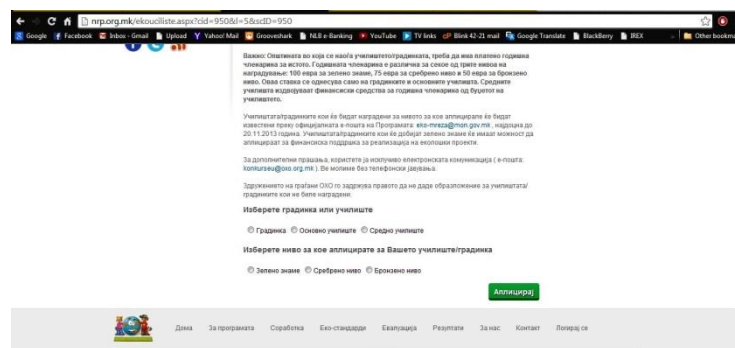 nrp.org.mk/ekouciliste.aspx?cid=950&l=5&sclD=950
Google Facebook Inbox - Gmail Upload Yahoo! Mail Grooveshark NLB e-Banking YouTube TV links Blink 42-21 mail Google Translate BlackBerry IREX Other bookma
Важно: Општината во која се наоѓа училиштето/градинката, треба да има платено годишна
членарина за истото. Годишната членарина е различна за секое од трите нивоа на
наградување: 100 евра за зелено знаме, 75 евра за сребрено ниво и 50 евра за бронзено
ниво. Оваа ставка се однесува само на градинките и основните училишта. Средните
училишта издвојуваат финансиски средства за годишна членарина од буџетот на
училиштето.
Училиштата/градинките кои ќе бидат наградени за нивото за кое аплицирале ќе бидат
известени преку официјалната е-пошта на Програмата: eko-mreza@mon.gov.mk , најдоцна до
20.11.2013 година. Училиштата/градинките кои ќе добијат зелено знаме ќе имаат можност да
аплицираат за финансиска поддршка за реализација на еколошки проекти.
За дополнителни прашања, користете ја исклучиво електронската комуникација ( е-пошта:
konkurseu@oxo.org.mk ). Ве молиме без телефонски јавувања.
Здружението на граѓани ОХО го задржува правото да не даде образложение за училиштата/
градинките кои не биле наградени.
Изберете градинка или училиште
Градинка Основно училиште Средно училиште
Изберете ниво за кое аплицирате за Вашето училиште/градинка
Зелено знаме Сребрено ниво Бронзено ниво
Аплицирај
Дома За програмата Соработка Еко-стандарди Евалуација Резултати За нас Контакт Логирај се